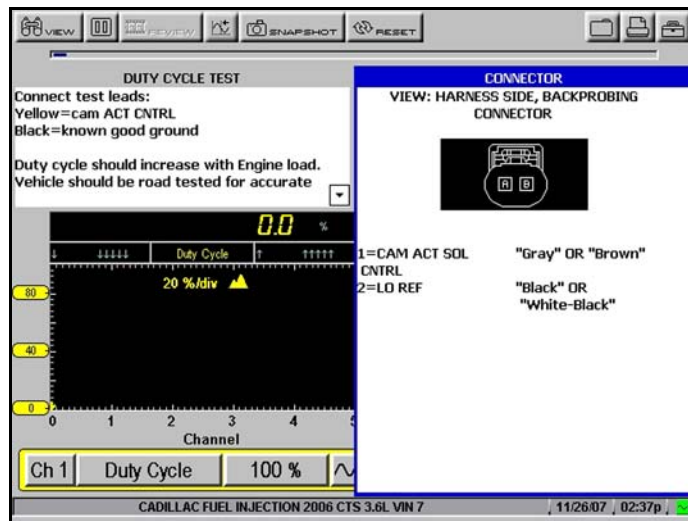 VIEW
REVIEW
SNAPSHOT
RESET
DUTY CYCLE TEST
Connect test leads:
Yellow=cam ACT CNTRL
Black=known good ground
Duty cycle should increase with Engine load.
Vehicle should be road tested for accurate
0.0 %
↓ ↓↓↓↓↓ Duty Cycle ↑ ↑↑↑↑↑
20 %/div
80
40
0
0 1 2 3 4 5
Channel
Ch 1 Duty Cycle 100 %
CONNECTOR
VIEW: HARNESS SIDE, BACKPROBING
CONNECTOR
A B
1=CAM ACT SOL "Gray" OR "Brown"
CNTRL
2=LO REF "Black" OR
"White-Black"
CADILLAC FUEL INJECTION 2006 CTS 3.6L VIN 7
11/26/07 02:37p